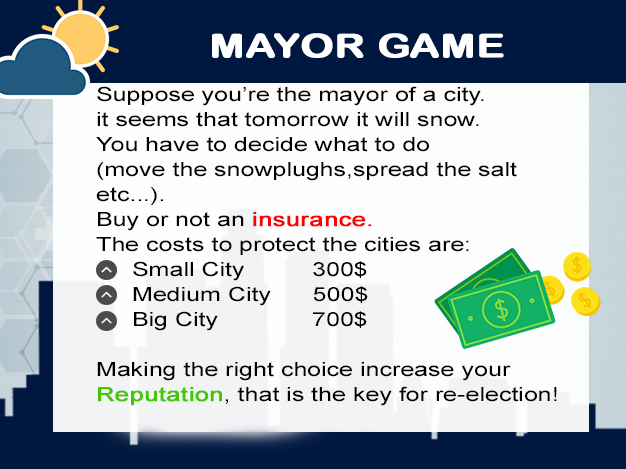 MAYOR GAME
Suppose you’re the mayor of a city.
it seems that tomorrow it will snow.
You have to decide what to do
(move the snowplughs,spread the salt
etc...).
Buy or not an insurance.
The costs to protect the cities are:
Small City 300$
Medium City 500$
Big City 700$
Making the right choice increase your
Reputation, that is the key for re-election!